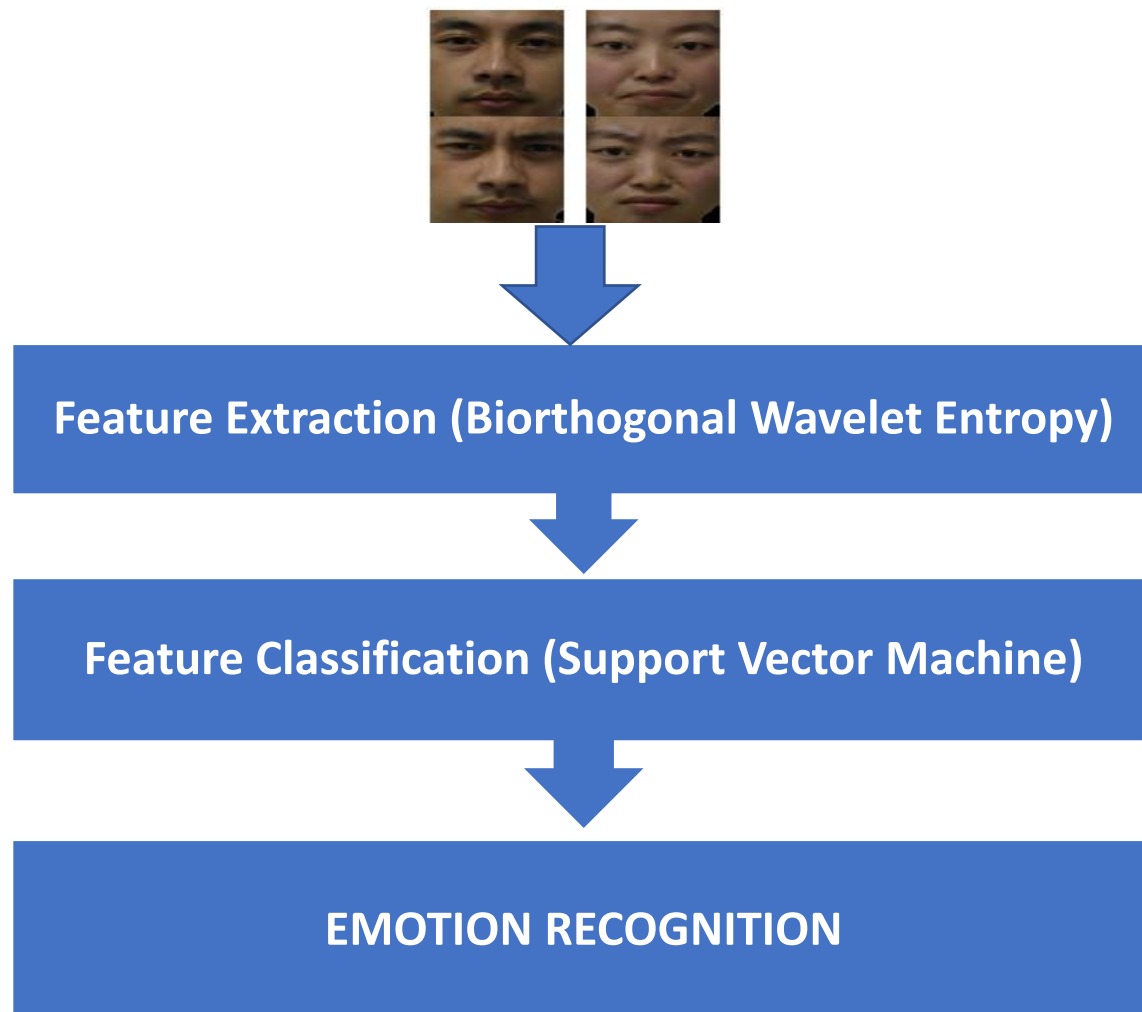 Feature Extraction (Biorthogonal Wavelet Entropy)
Feature Classification (Support Vector Machine)
EMOTION RECOGNITION